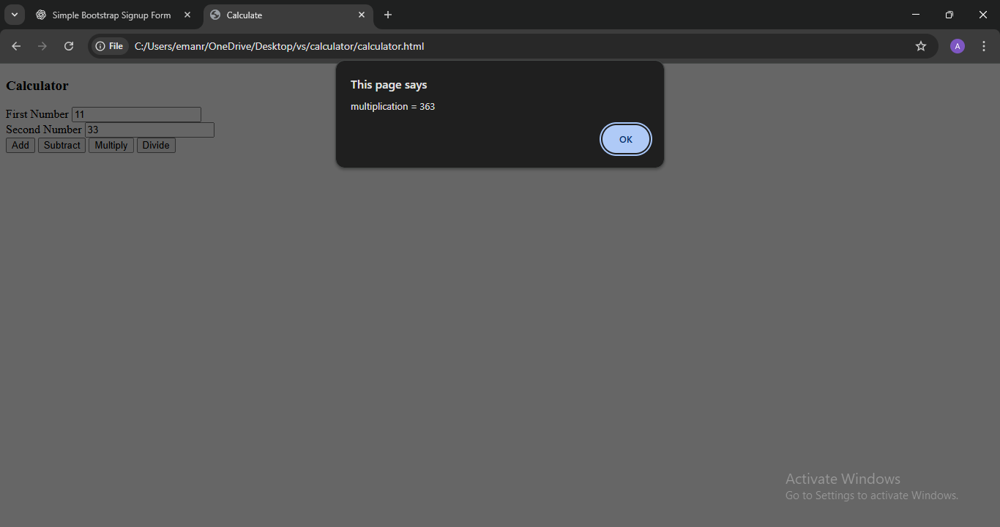 Simple Bootstrap Signup Form
Calculate
File C:/Users/emanr/OneDrive/Desktop/vs/calculator/calculator.html
A
This page says
multiplication = 363
OK
Calculator
First Number 11
Second Number 33
Add Subtract Multiply Divide
Activate Windows
Go to Settings to activate Windows.